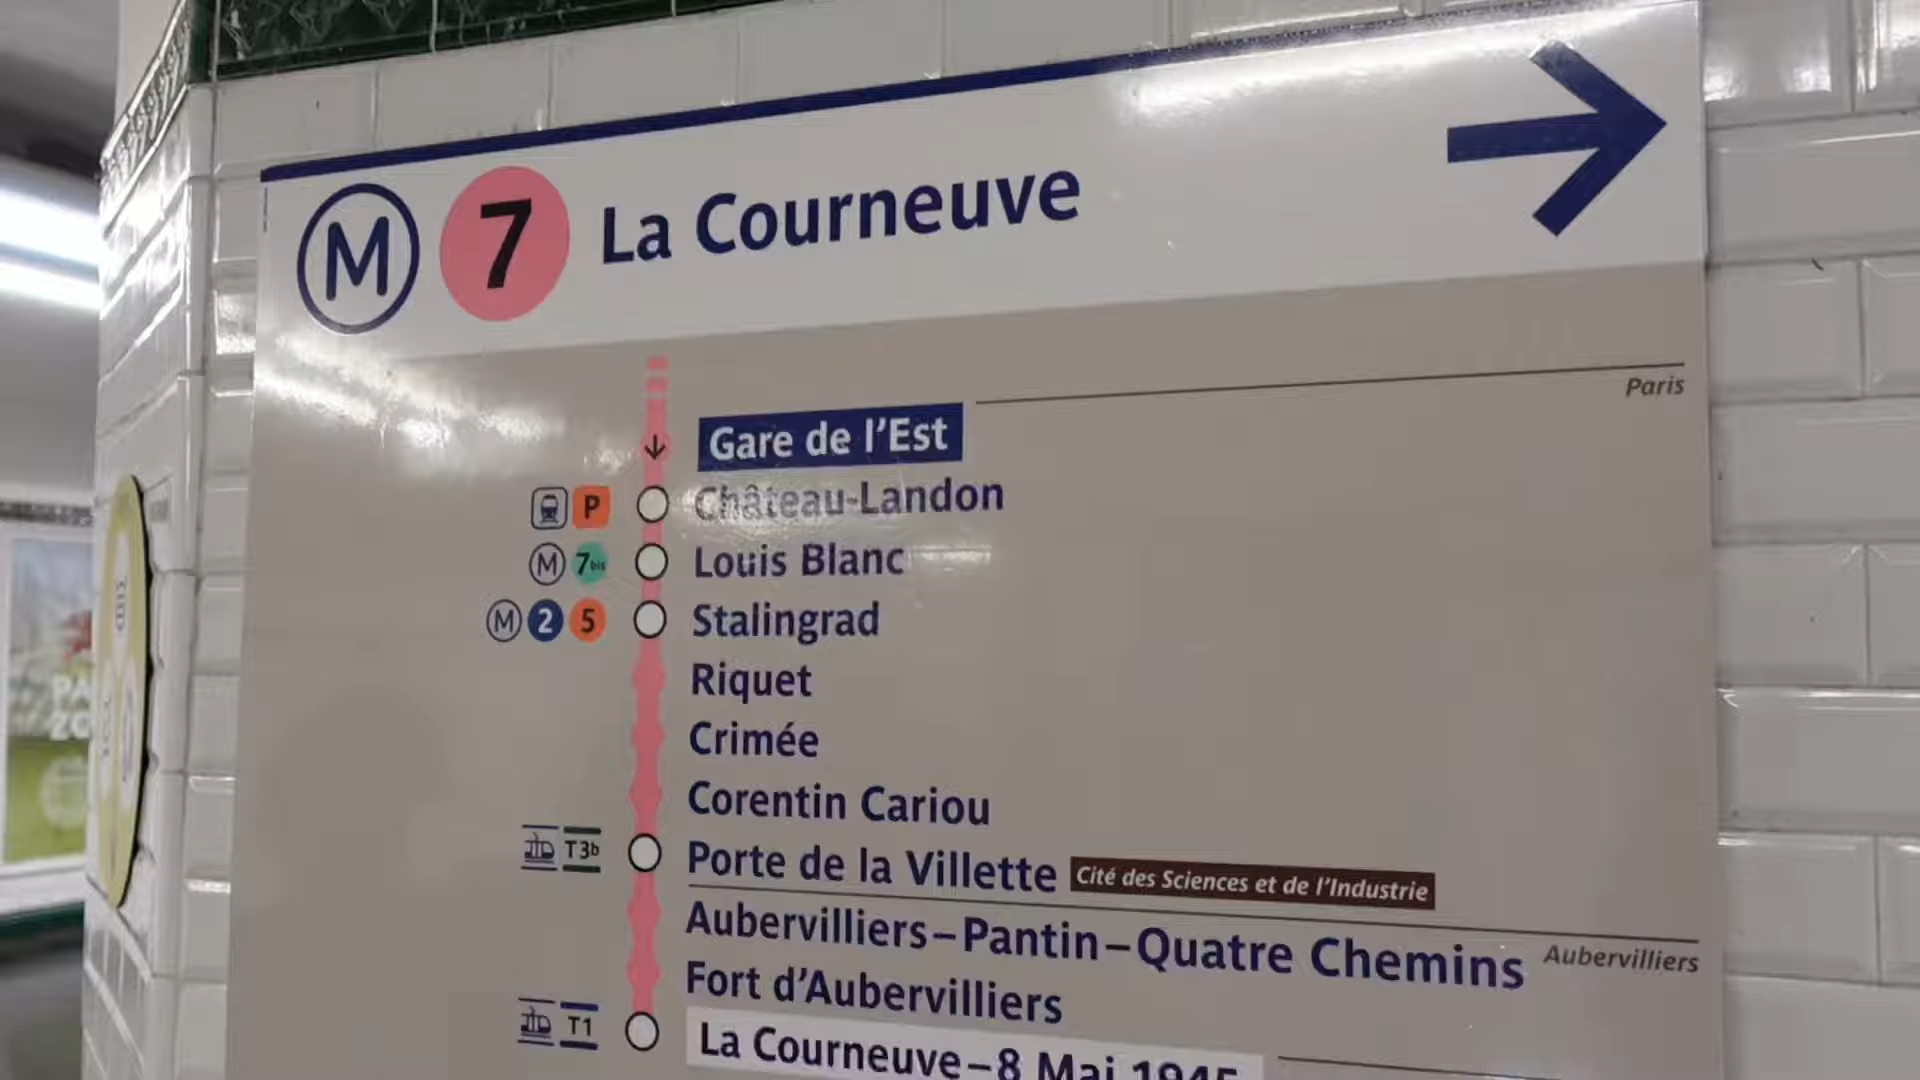 M 7 La Courneuve
Paris
Gare de l'Est
P Château-Landon
M 7bis Louis Blanc
M 2 5 Stalingrad
Riquet
Crimée
Corentin Cariou
T3b Porte de la Villette Cité des Sciences et de l'Industrie
Aubervilliers–Pantin–Quatre Chemins Aubervilliers
Fort d'Aubervilliers
T1 La Courneuve–8 Mai 1945